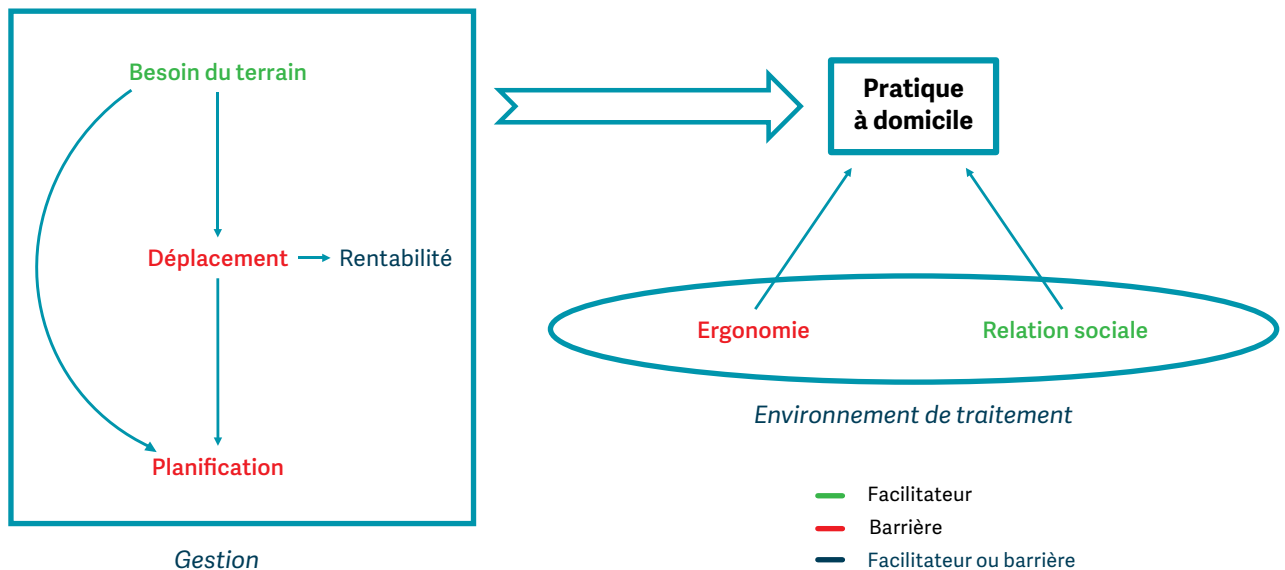 Besoin du terrain
Déplacement
Rentabilité
Planification
Gestion
Pratique
à domicile
Ergonomie
Relation sociale
Environnement de traitement
Facilitateur
Barrière
Facilitateur ou barrière